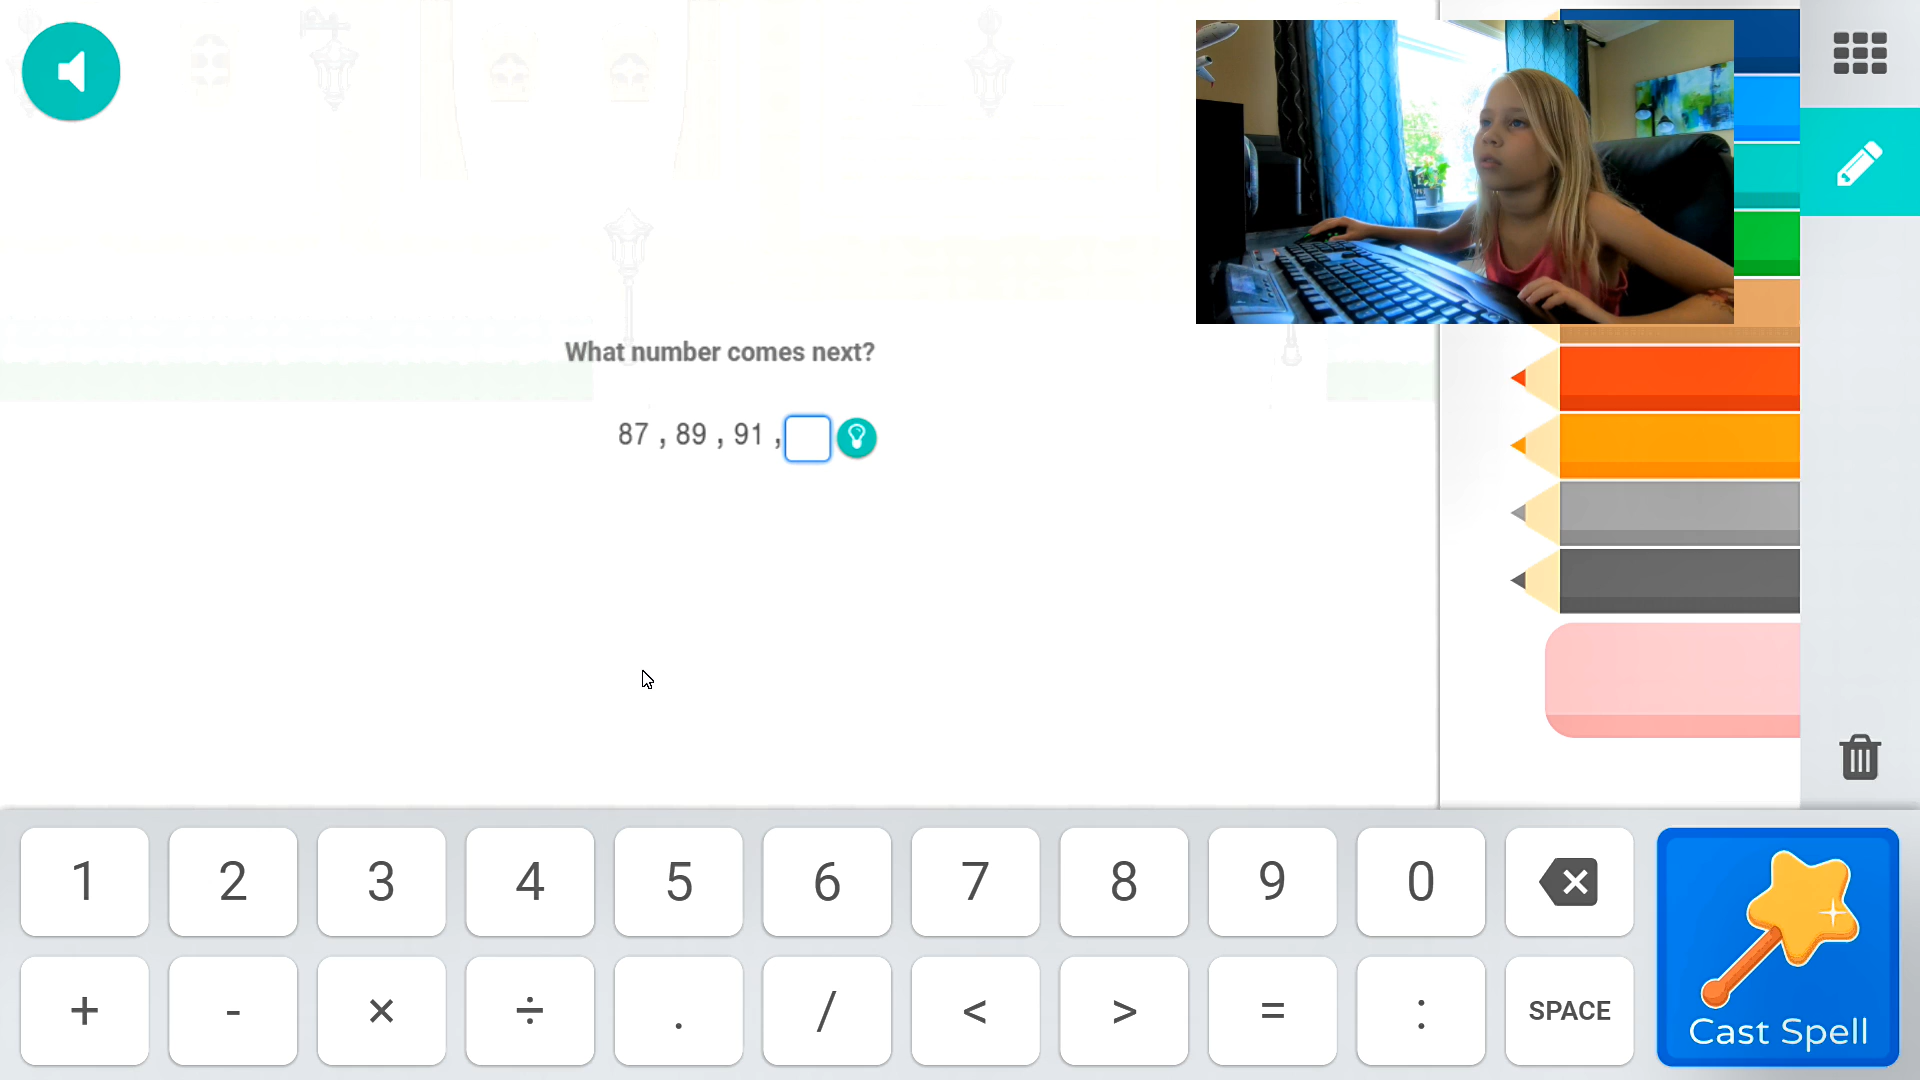 What number comes next?
87 , 89 , 91 ,
1 2 3 4 5 6 7 8 9 0
+ - × ÷ . / < > = : SPACE
Cast Spell